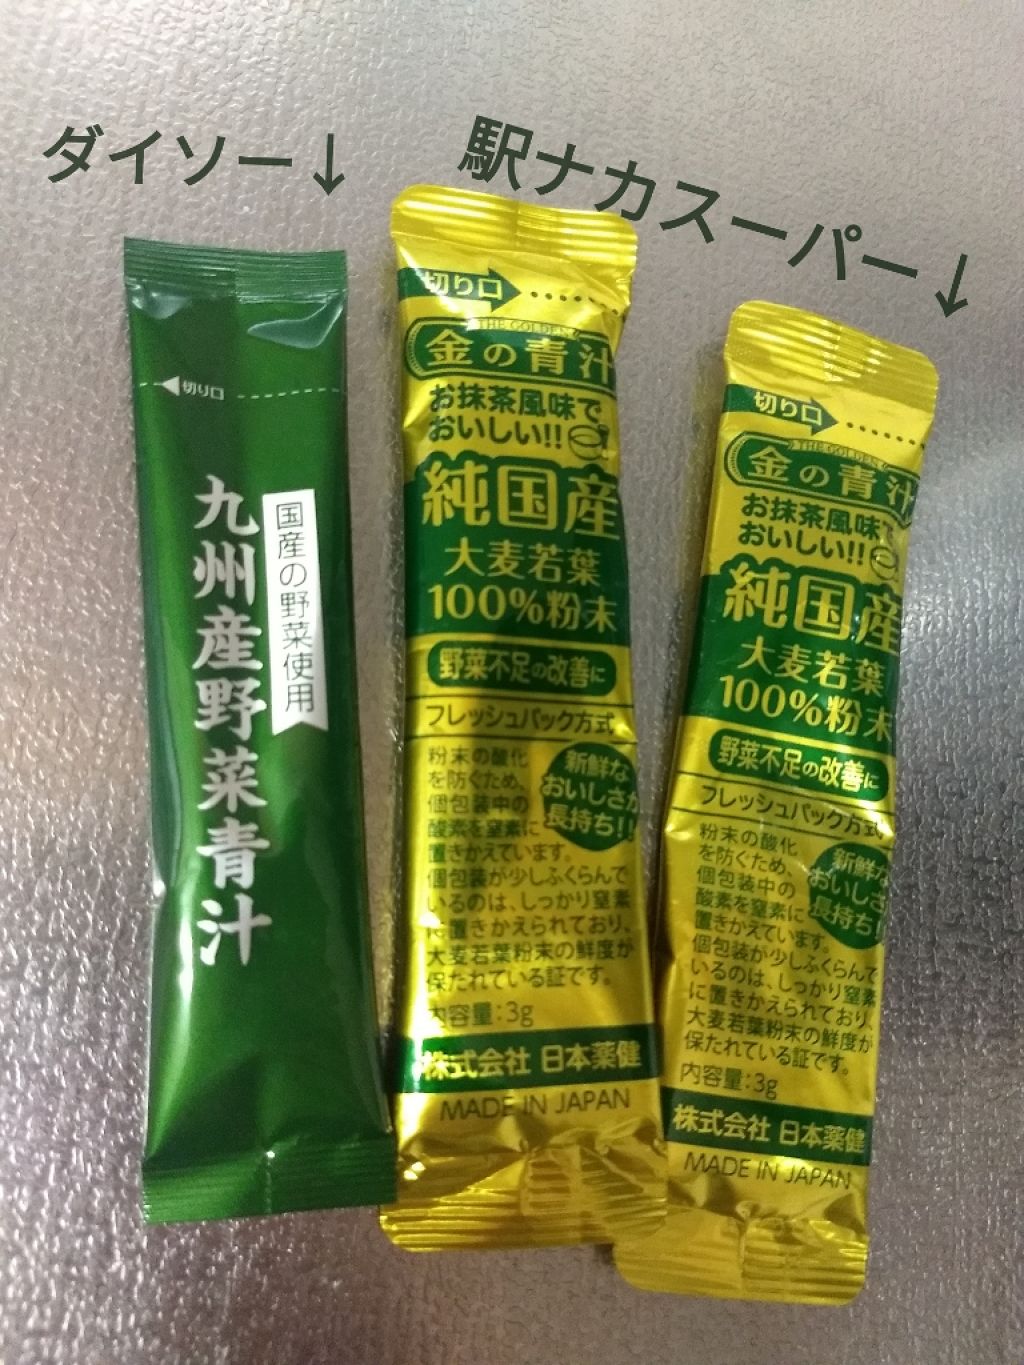 ダイソー↓
駅ナカスーパー↓
切り口
国産の野菜使用
九州産野菜青汁
切り口
THE GOLDEN
金の青汁
お抹茶風味で
おいしい!!
純国産
大麦若葉
100%粉末
野菜不足の改善に
フレッシュパック方式
粉末の酸化
を防ぐため、
個包装中の
酸素を窒素に
置きかえています。
個包装が少しふくらんで
いるのは、しっかり窒素
に置きかえられており、
大麦若葉粉末の鮮度が
保たれている証です。
新鮮な
おいしさが
長持ち!!
内容量:3g
株式会社 日本薬健
MADE IN JAPAN
切り口
THE GOLDEN
金の青汁
お抹茶風味で
おいしい!!
純国産
大麦若葉
100%粉末
野菜不足の改善に
フレッシュパック方式
粉末の酸化
を防ぐため、
個包装中の
酸素を窒素に
置きかえています。
個包装が少しふくらんで
いるのは、しっかり窒素
に置きかえられており、
大麦若葉粉末の鮮度が
保たれている証です。
新鮮な
おいしさ
長持ち!
内容量:3g
株式会社 日本薬健
MADE IN JAPAN